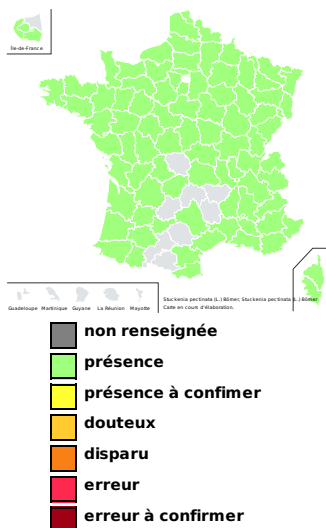 Île-de-France
Guadeloupe Martinique Guyane La Réunion Mayotte
Stuckenia pectinata (L.) Börner, Stuckenia pectinata (L.) Börner
Carte en cours d'élaboration.
non renseignée
présence
présence à confimer
douteux
disparu
erreur
erreur à confirmer